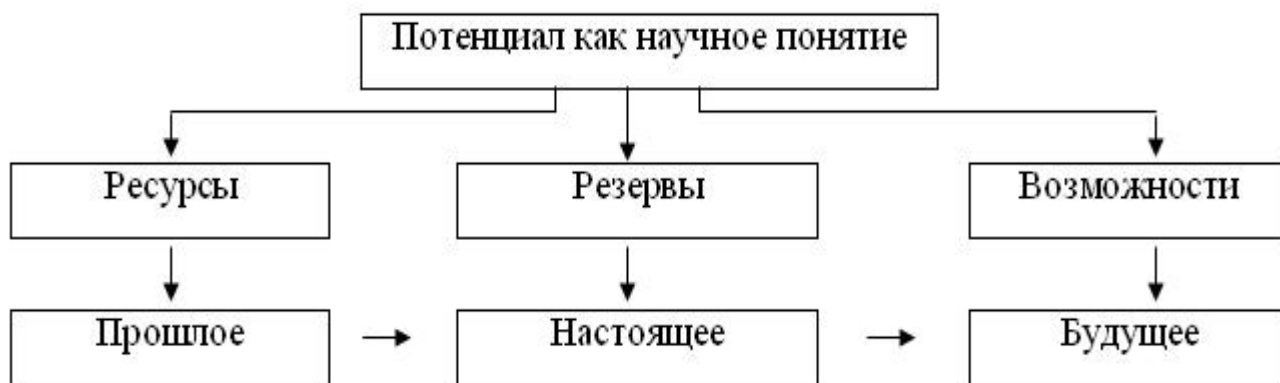 Потенциал как научное понятие
Ресурсы
Резервы
Возможности
Прошлое
Настоящее
Будущее